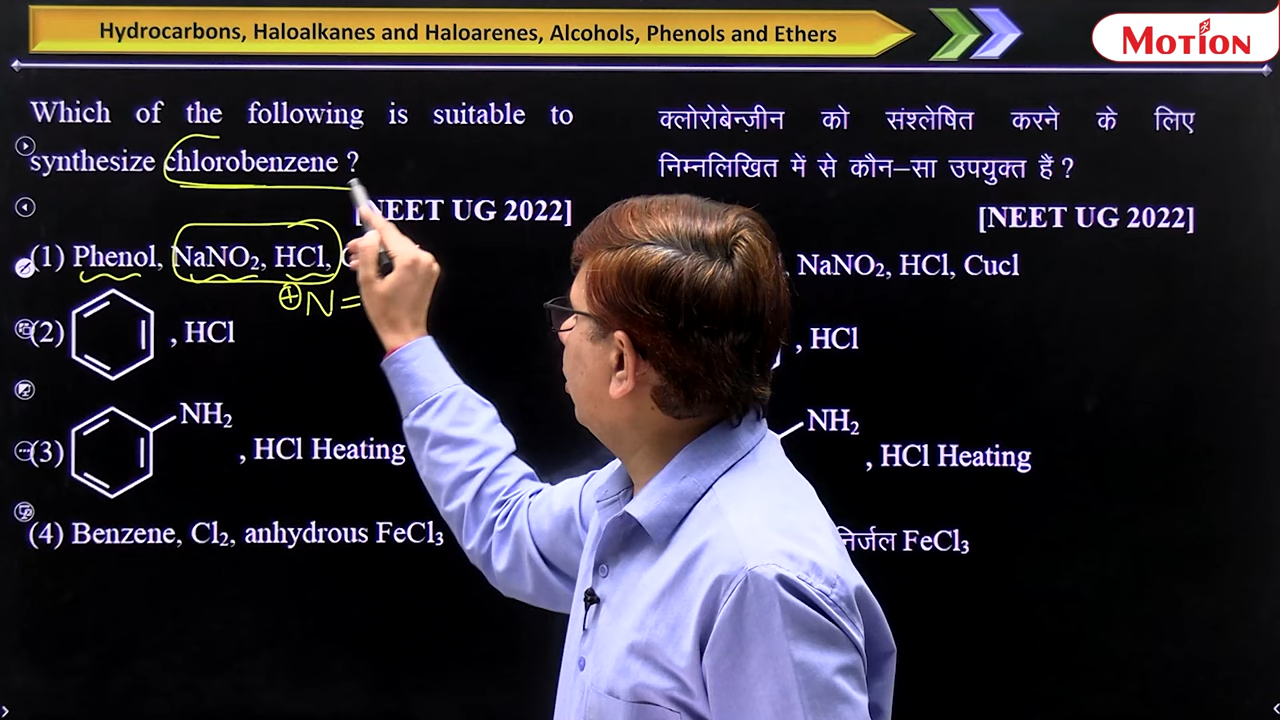 Hydrocarbons, Haloalkanes and Haloarenes, Alcohols, Phenols and Ethers
MOTION
Which of the following is suitable to
synthesize chlorobenzene ?
[NEET UG 2022]
(1) Phenol, NaNO₂, HCl,
⊕N=
(2) , HCl
(3) NH₂ , HCl Heating
(4) Benzene, Cl₂, anhydrous FeCl₃
क्लोरोबेन्ज़ीन को संश्लेषित करने के लिए
निम्नलिखित में से कौन–सा उपयुक्त हैं ?
[NEET UG 2022]
, NaNO₂, HCl, Cucl
, HCl
NH₂ , HCl Heating
निर्जल FeCl₃